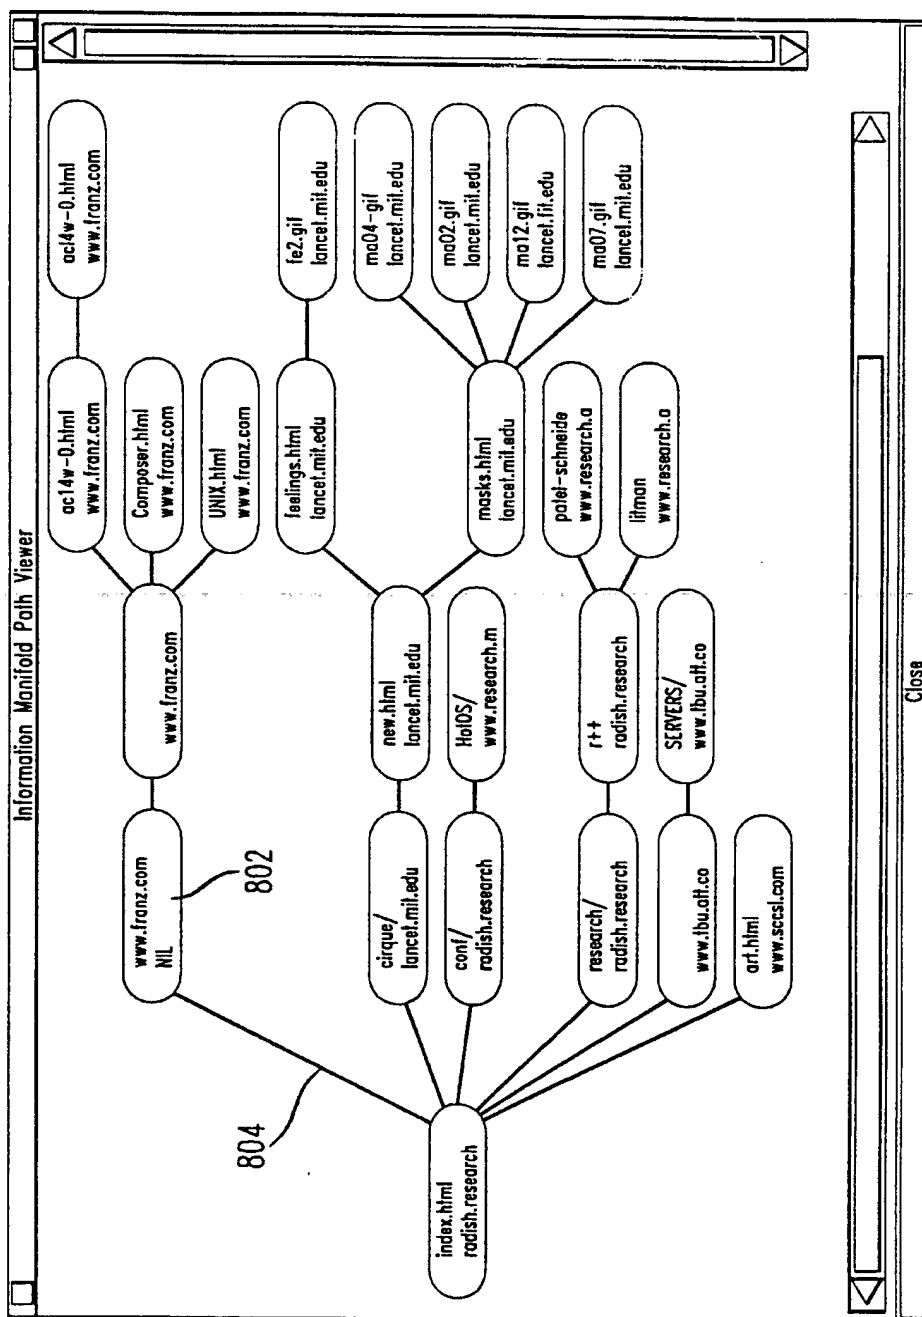 Information Manifold Path Viewer
acl4w-0.html
www.franz.com
acl4w-0.html
www.franz.com
Composer.html
www.franz.com
UNIX.html
www.franz.com
www.franz.com
www.franz.com
NIL
802
804
fe2.gif
lancet.mit.edu
feelings.html
lancet.mit.edu
ma04-gif
lancet.mit.edu
ma02.gif
lancet.mit.edu
ma12.gif
lancet.fit.edu
ma07.gif
lancet.mit.edu
masks.html
lancet.mit.edu
new.html
lancet.mit.edu
cirque/
lancet.mit.edu
HotOS/
www.research.m
conf/
radish.research
index.html
radish.research
patel-schneide
www.research.a
litman
www.research.a
r++
radish.research
research/
radish.research
SERVERS/
www.tbu.att.co
www.tbu.att.co
art.html
www.sccsl.com
Close